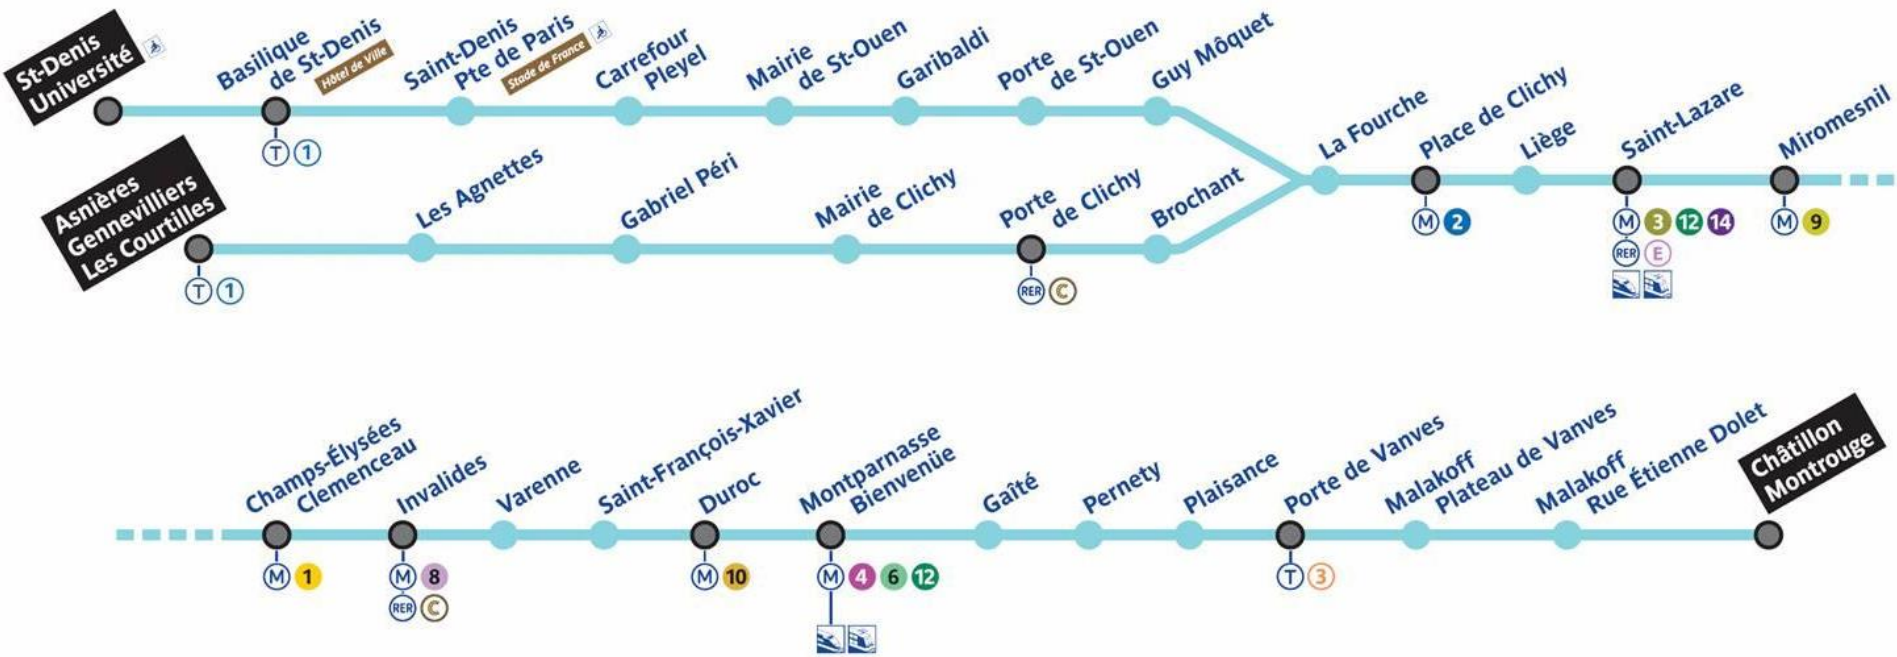 St-Denis
Université
Basilique
de St-Denis
Hôtel de Ville
Saint-Denis
Pte de Paris
Stade de France
Carrefour
Pleyel
Mairie
de St-Ouen
Garibaldi
Porte
de St-Ouen
Guy Môquet
T 1
Asnières
Gennevilliers
Les Courtilles
Les Agnettes
Gabriel Péri
Mairie
de Clichy
Porte
de Clichy
Brochant
T 1
RER C
La Fourche
Place de Clichy
Liège
Saint-Lazare
Miromesnil
M 2
M 3 12 14
RER E
M 9
Champs-Élysées
Clemenceau
Invalides
Varenne
Saint-François-Xavier
Duroc
Montparnasse
Bienvenüe
Gaîté
Pernety
Plaisance
Porte de Vanves
Malakoff
Plateau de Vanves
Malakoff
Rue Étienne Dolet
Châtillon
Montrouge
M 1
M 8
RER C
M 10
M 4 6 12
T 3